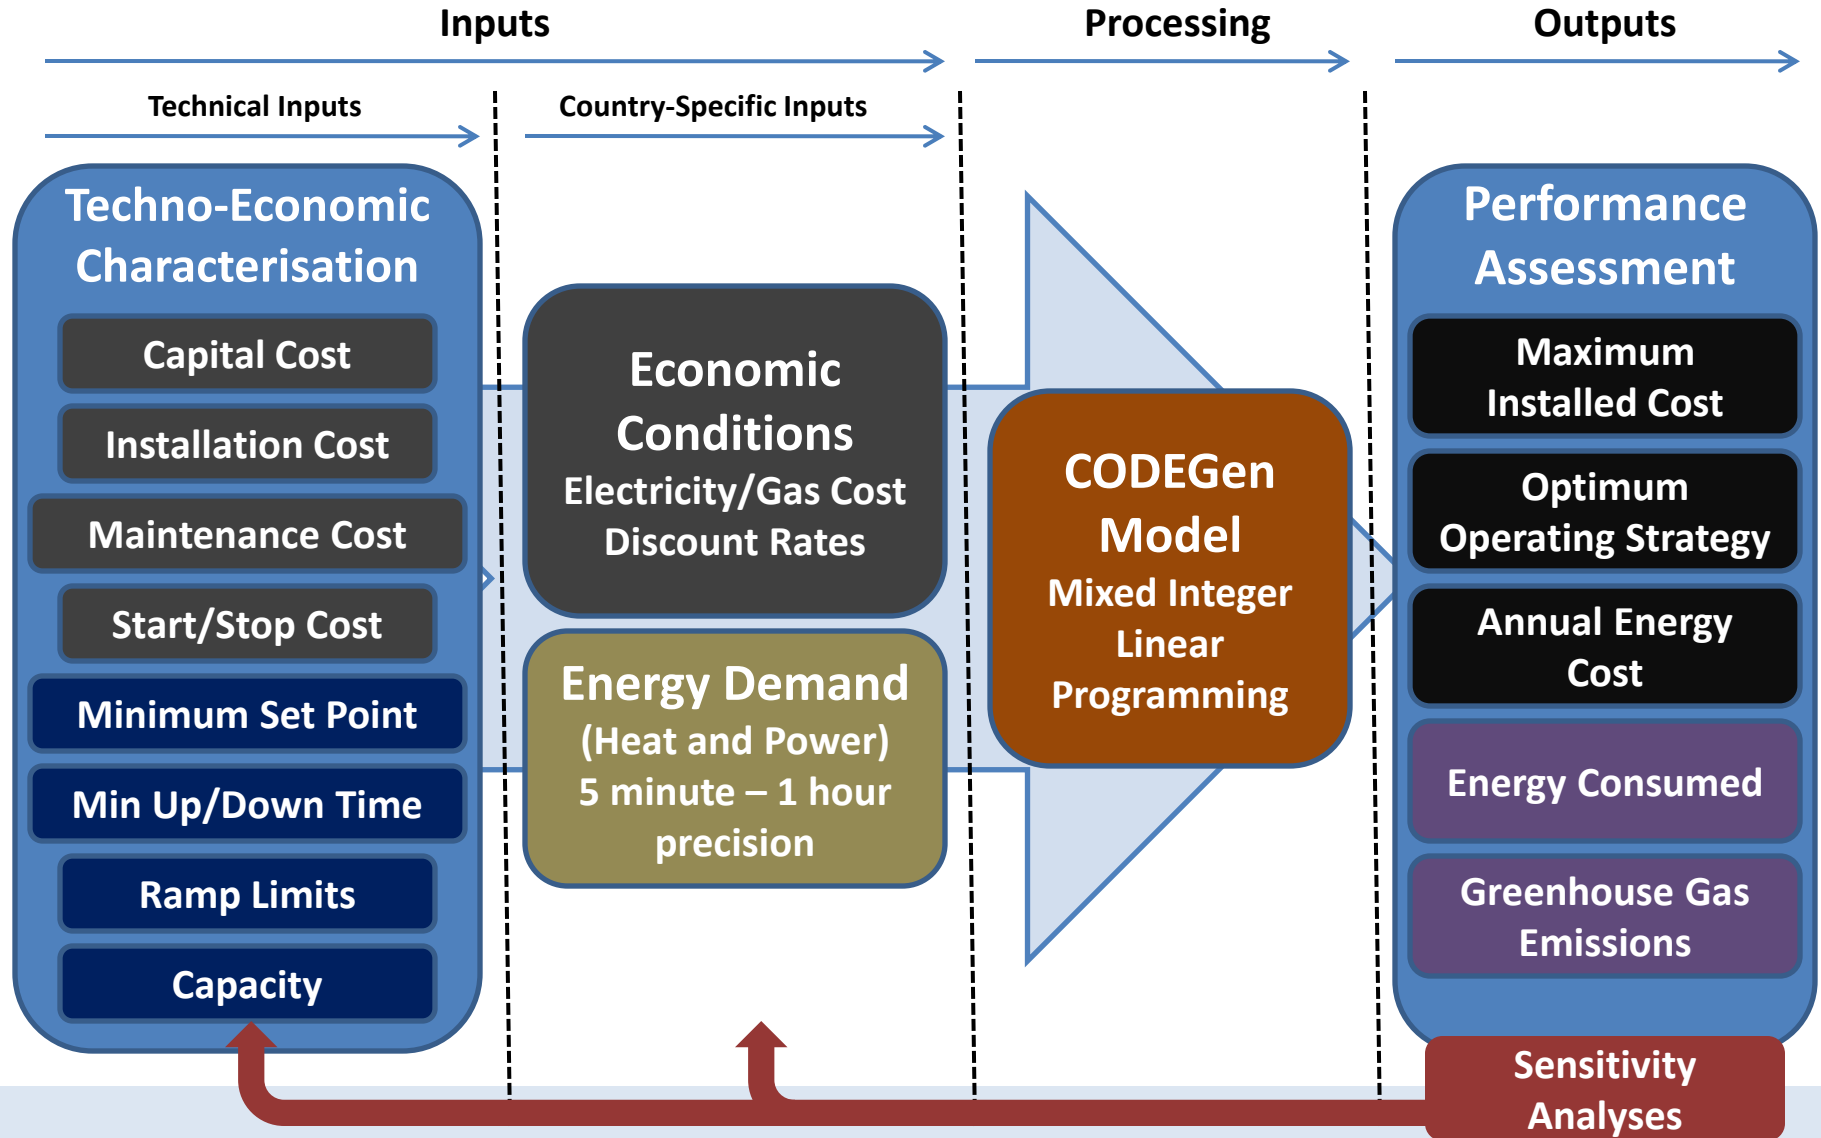 Inputs
Processing
Outputs
Technical Inputs
Country-Specific Inputs
Techno-Economic
Characterisation
Capital Cost
Installation Cost
Maintenance Cost
Start/Stop Cost
Minimum Set Point
Min Up/Down Time
Ramp Limits
Capacity
Economic
Conditions
Electricity/Gas Cost
Discount Rates
Energy Demand
(Heat and Power)
5 minute – 1 hour
precision
CODEGen
Model
Mixed Integer
Linear
Programming
Performance
Assessment
Maximum
Installed Cost
Optimum
Operating Strategy
Annual Energy
Cost
Energy Consumed
Greenhouse Gas
Emissions
Sensitivity
Analyses